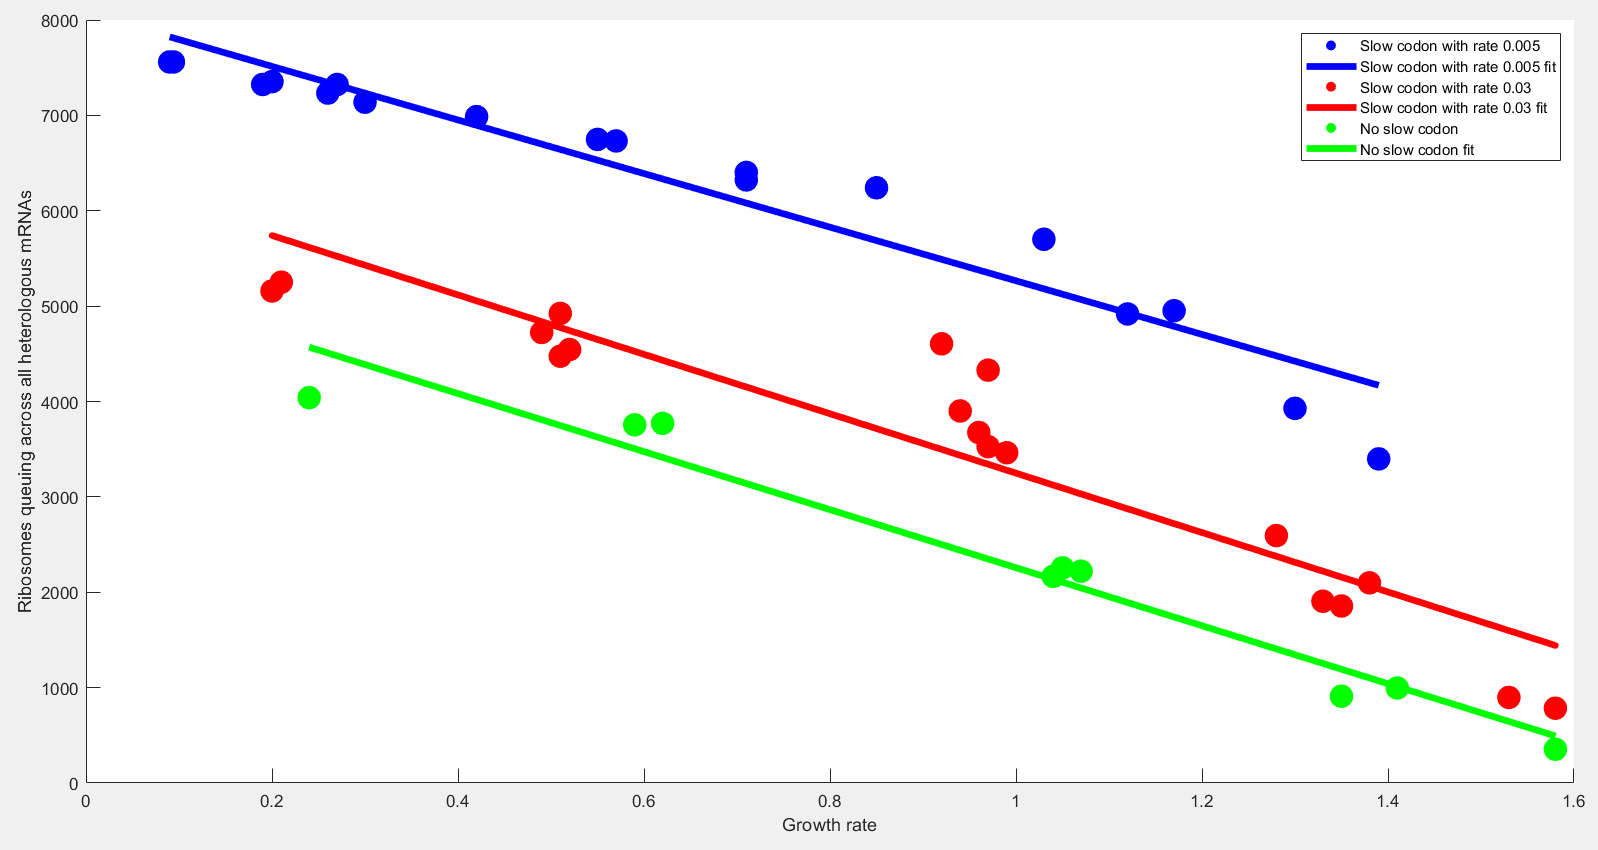 8000
7000
6000
5000
4000
3000
2000
1000
0
Ribosomes queuing across all heterologous mRNAs
0 0.2 0.4 0.6 0.8 1 1.2 1.4 1.6
Growth rate
Slow codon with rate 0.005
Slow codon with rate 0.005 fit
Slow codon with rate 0.03
Slow codon with rate 0.03 fit
No slow codon
No slow codon fit